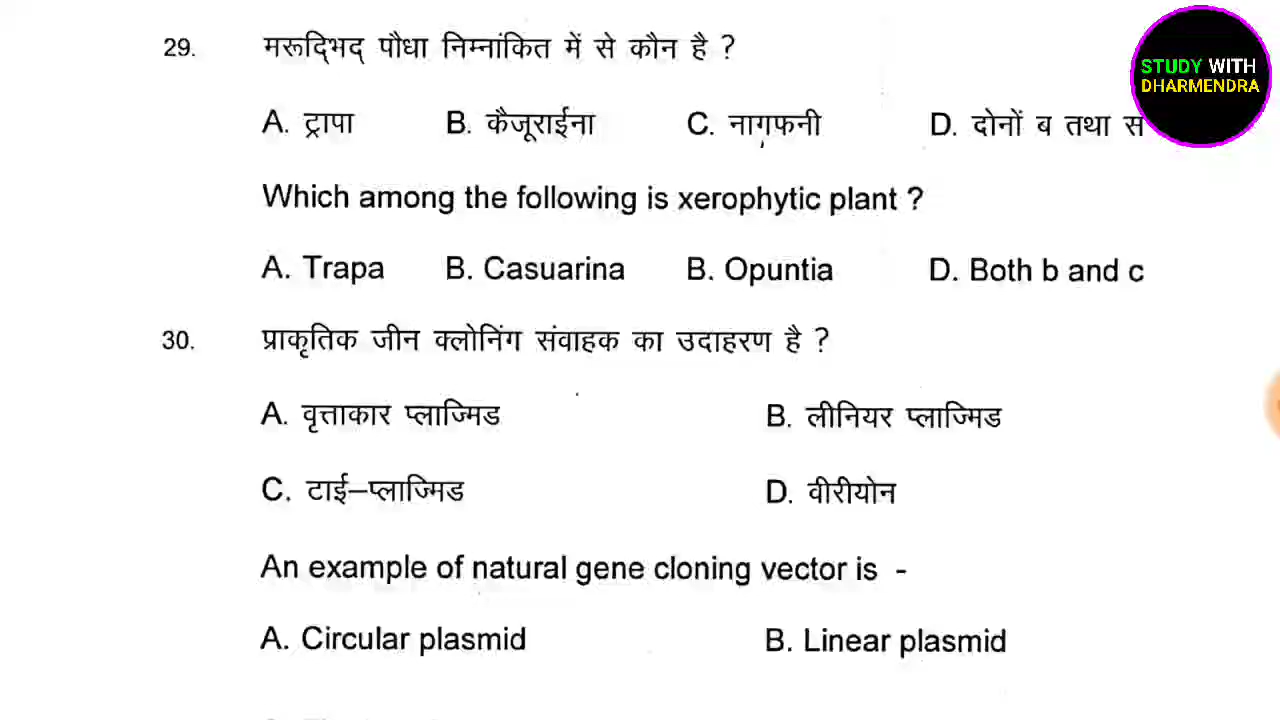 29. मरूद्भिद् पौधा निम्नांकित में से कौन है ?
STUDY WITH
DHARMENDRA
A. ट्रापा B. कैजूराईना C. नागफनी D. दोनों ब तथा स
Which among the following is xerophytic plant ?
A. Trapa B. Casuarina B. Opuntia D. Both b and c
30. प्राकृतिक जीन क्लोनिंग संवाहक का उदाहरण है ?
A. वृत्ताकार प्लाज्मिड B. लीनियर प्लाज्मिड
C. टाई–प्लाज्मिड D. वीरीयोन
An example of natural gene cloning vector is -
A. Circular plasmid B. Linear plasmid